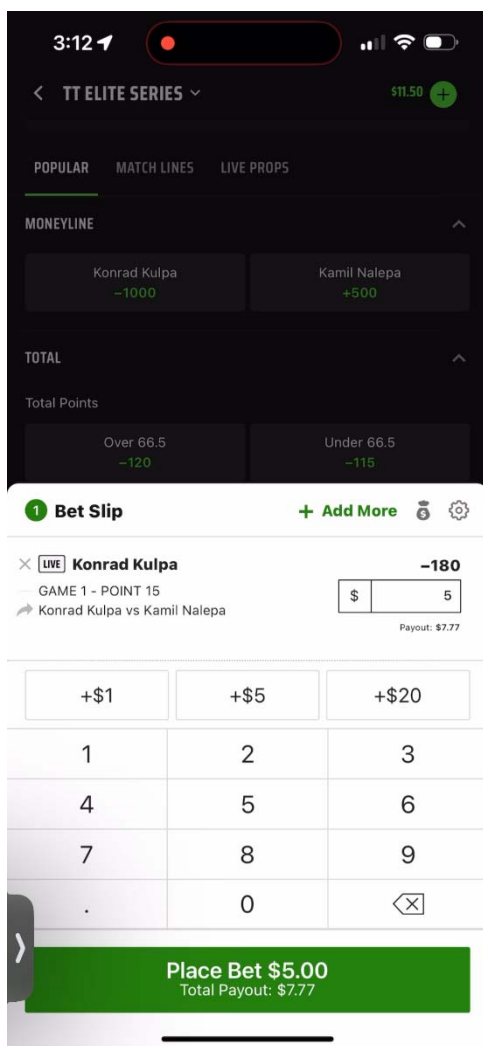 3:12
TT ELITE SERIES
$11.50
POPULAR MATCH LINES LIVE PROPS
MONEYLINE
Konrad Kulpa Kamil Nalepa
−1000 +500
TOTAL
Total Points
Over 66.5 Under 66.5
−120 −115
1 Bet Slip + Add More $
LIVE Konrad Kulpa −180
GAME 1 - POINT 15
$ 5
Konrad Kulpa vs Kamil Nalepa
Payout: $7.77
+$1 +$5 +$20
1 2 3
4 5 6
7 8 9
. 0
Place Bet $5.00
Total Payout: $7.77